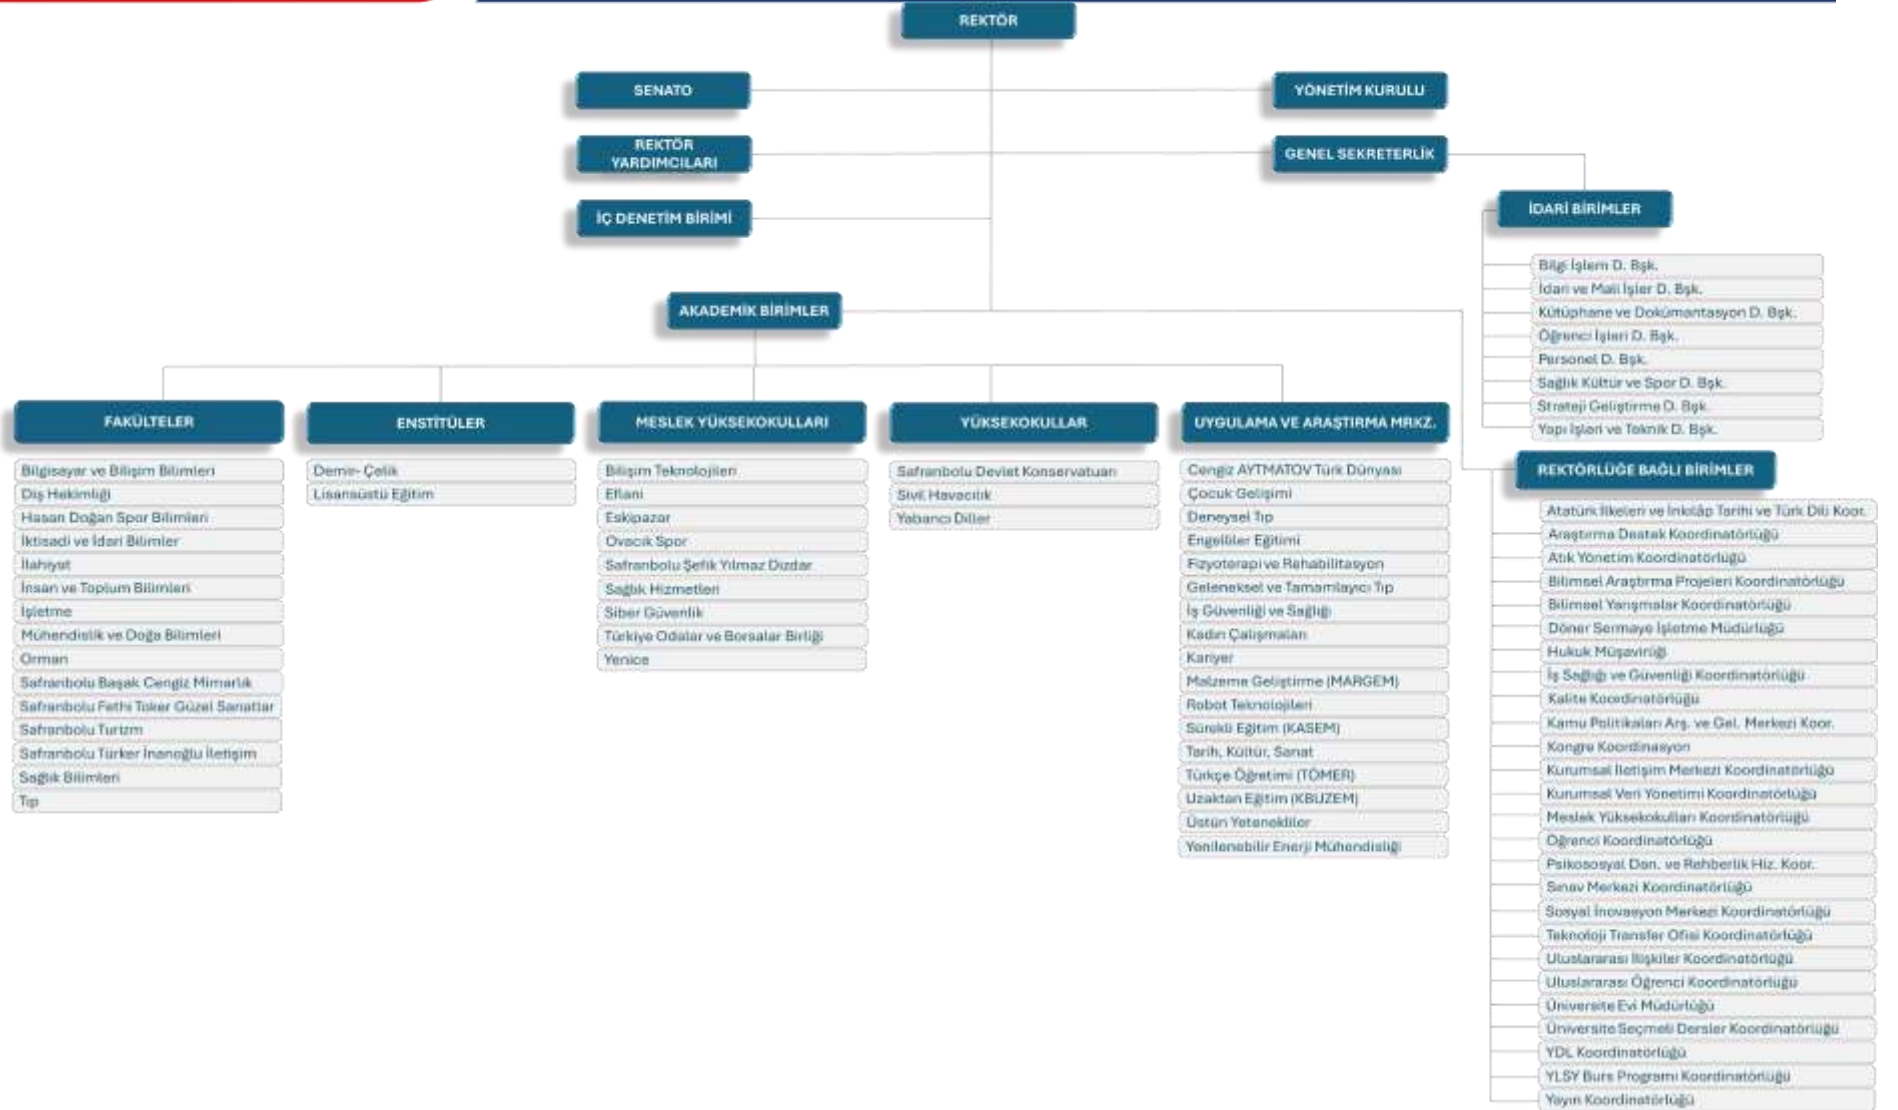 REKTÖR
SENATO
YÖNETİM KURULU
REKTÖR
YARDIMCILARI
GENEL SEKRETERLİK
İÇ DENETİM BİRİMİ
İDARİ BİRİMLER
Bilgi İşlem D. Bşk.
İdari ve Mali İşler D. Bşk.
Kütüphane ve Dokümantasyon D. Bşk.
Öğrenci İşleri D. Bşk.
Personel D. Bşk.
Sağlık Kültür ve Spor D. Bşk.
Strateji Geliştirme D. Bşk.
Yapı İşleri ve Teknik D. Bşk.
AKADEMİK BİRİMLER
FAKÜLTELER
Bilgisayar ve Bilişim Bilimleri
Diş Hekimliği
Hasan Doğan Spor Bilimleri
İktisadi ve İdari Bilimler
İlahiyat
İnsan ve Toplum Bilimleri
İşletme
Mühendislik ve Doğa Bilimleri
Orman
Safranbolu Başak Cengiz Mimarlık
Safranbolu Fethi Toker Güzel Sanatlar
Safranbolu Turizm
Safranbolu Türker İnanoğlu İletişim
Sağlık Bilimleri
Tıp
ENSTİTÜLER
Demir- Çelik
Lisansüstü Eğitim
MESLEK YÜKSEKOKULLARI
Bilişim Teknolojileri
Eflani
Eskipazar
Ovacık Spor
Safranbolu Şefik Yılmaz Dizdar
Sağlık Hizmetleri
Siber Güvenlik
Türkiye Odalar ve Borsalar Birliği
Yenice
YÜKSEKOKULLAR
Safranbolu Devlet Konservatuarı
Sivil Havacılık
Yabancı Diller
UYGULAMA VE ARAŞTIRMA MRKZ.
Cengiz AYTMATOV Türk Dünyası
Çocuk Gelişimi
Deneysel Tıp
Engelliler Eğitimi
Fizyoterapi ve Rehabilitasyon
Geleneksel ve Tamamlayıcı Tıp
İş Güvenliği ve Sağlığı
Kadın Çalışmaları
Kariyer
Malzeme Geliştirme (MARGEM)
Robot Teknolojileri
Sürekli Eğitim (KASEM)
Tarih, Kültür, Sanat
Türkçe Öğretimi (TÖMER)
Uzaktan Eğitim (KBUZEM)
Üstün Yetenekliler
Yenilenebilir Enerji Mühendisliği
REKTÖRLÜĞE BAĞLI BİRİMLER
Atatürk İlkeleri ve İnkılâp Tarihi ve Türk Dili Koor.
Araştırma Destek Koordinatörlüğü
Atık Yönetim Koordinatörlüğü
Bilimsel Araştırma Projeleri Koordinatörlüğü
Bilimsel Yarışmalar Koordinatörlüğü
Döner Sermaye İşletme Müdürlüğü
Hukuk Müşavirliği
İş Sağlığı ve Güvenliği Koordinatörlüğü
Kalite Koordinatörlüğü
Kamu Politikaları Arş. ve Gel. Merkezi Koor.
Kongre Koordinasyon
Kurumsal İletişim Merkezi Koordinatörlüğü
Kurumsal Veri Yönetimi Koordinatörlüğü
Meslek Yüksekokulları Koordinatörlüğü
Öğrenci Koordinatörlüğü
Psikososyal Dan. ve Rehberlik Hiz. Koor.
Sınav Merkezi Koordinatörlüğü
Sosyal İnovasyon Merkezi Koordinatörlüğü
Teknoloji Transfer Ofisi Koordinatörlüğü
Uluslararası İlişkiler Koordinatörlüğü
Uluslararası Öğrenci Koordinatörlüğü
Üniversite Evi Müdürlüğü
Üniversite Seçmeli Dersler Koordinatörlüğü
YDL Koordinatörlüğü
YLSY Burs Programı Koordinatörlüğü
Yayın Koordinatörlüğü